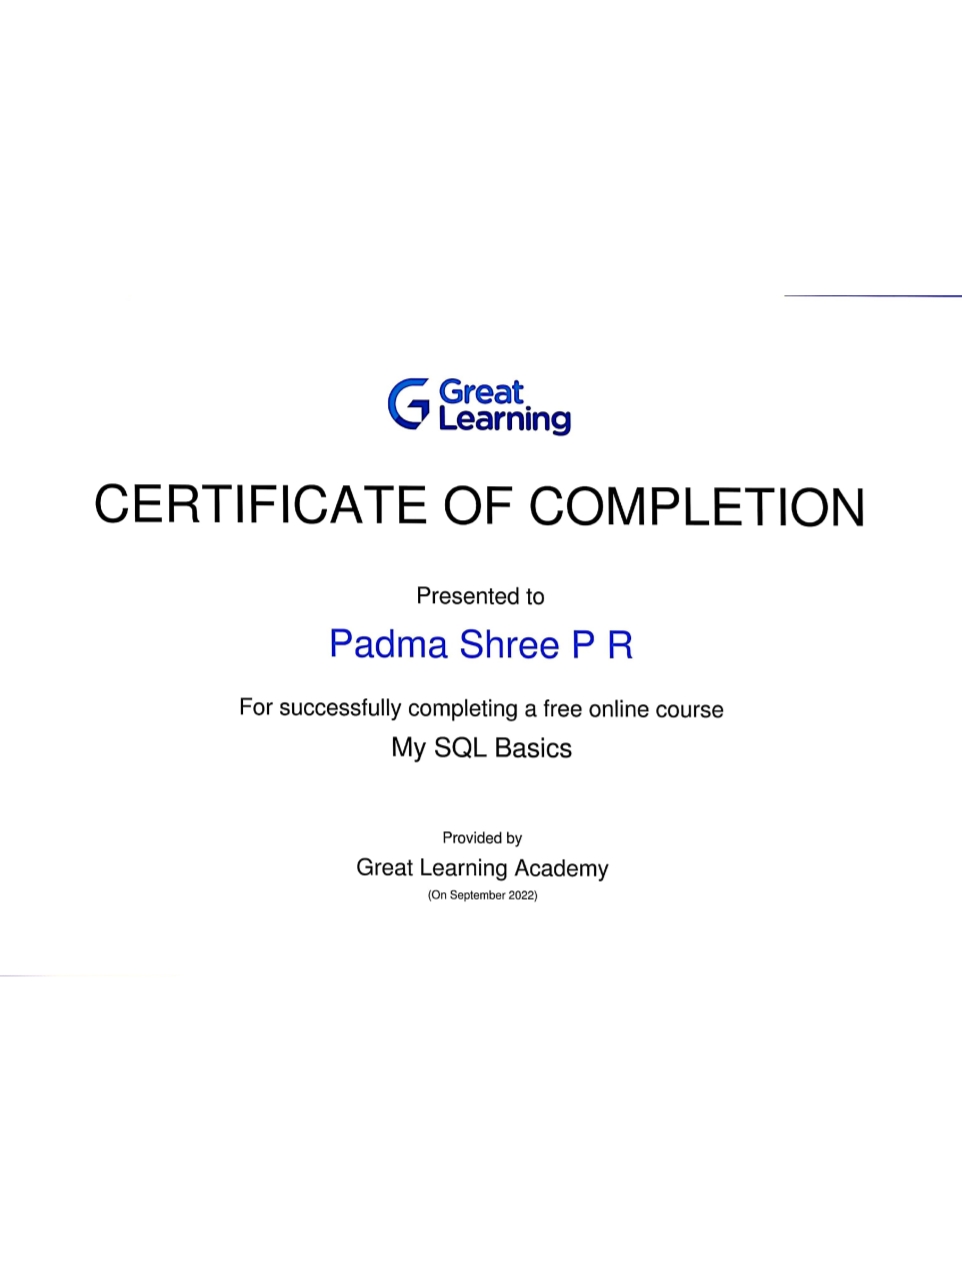 Great
Learning
CERTIFICATE OF COMPLETION
Presented to
Padma Shree P R
For successfully completing a free online course
My SQL Basics
Provided by
Great Learning Academy
(On September 2022)